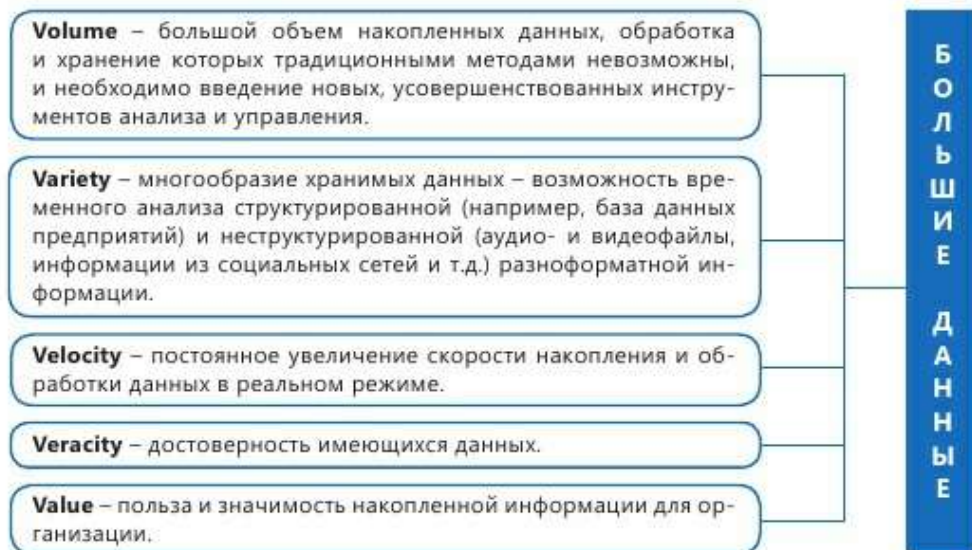 Volume – большой объем накопленных данных, обработка
и хранение которых традиционными методами невозможны,
и необходимо введение новых, усовершенствованных инстру-
ментов анализа и управления.
Variety – многообразие хранимых данных – возможность вре-
менного анализа структурированной (например, база данных
предприятий) и неструктурированной (аудио- и видеофайлы,
информации из социальных сетей и т.д.) разноформатной ин-
формации.
Velocity – постоянное увеличение скорости накопления и об-
работки данных в реальном режиме.
Veracity – достоверность имеющихся данных.
Value – польза и значимость накопленной информации для ор-
ганизации.
БОЛЬШИЕ ДАННЫЕ